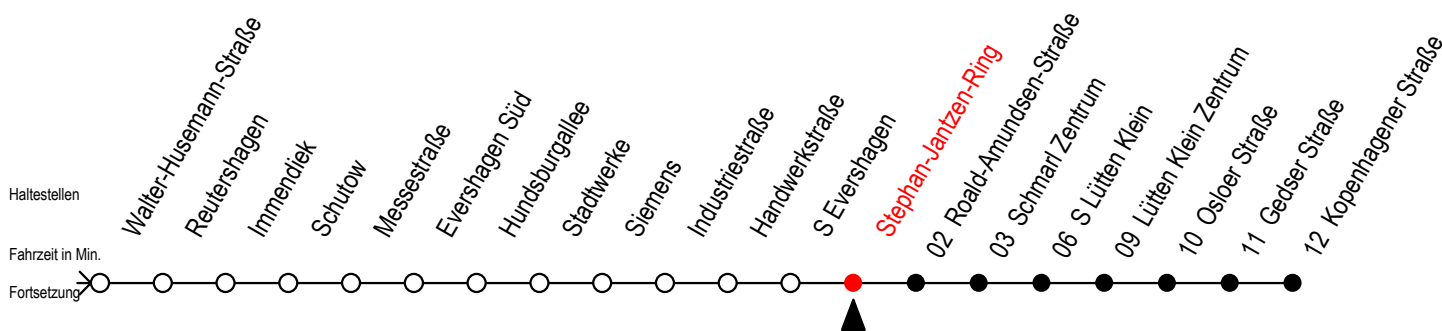 Haltestellen
Walter-Husemann-Straße
Reutershagen
Immendiek
Schutow
Messestraße
Evershagen Süd
Hundsburgallee
Stadtwerke
Siemens
Industriestraße
Handwerkstraße
S Evershagen
Stephan-Jantzen-Ring
02 Roald-Amundsen-Straße
03 Schmarl Zentrum
06 S Lütten Klein
09 Lütten Klein Zentrum
10 Osloer Straße
11 Gedser Straße
12 Kopenhagener Straße
Fahrzeit in Min.
Fortsetzung